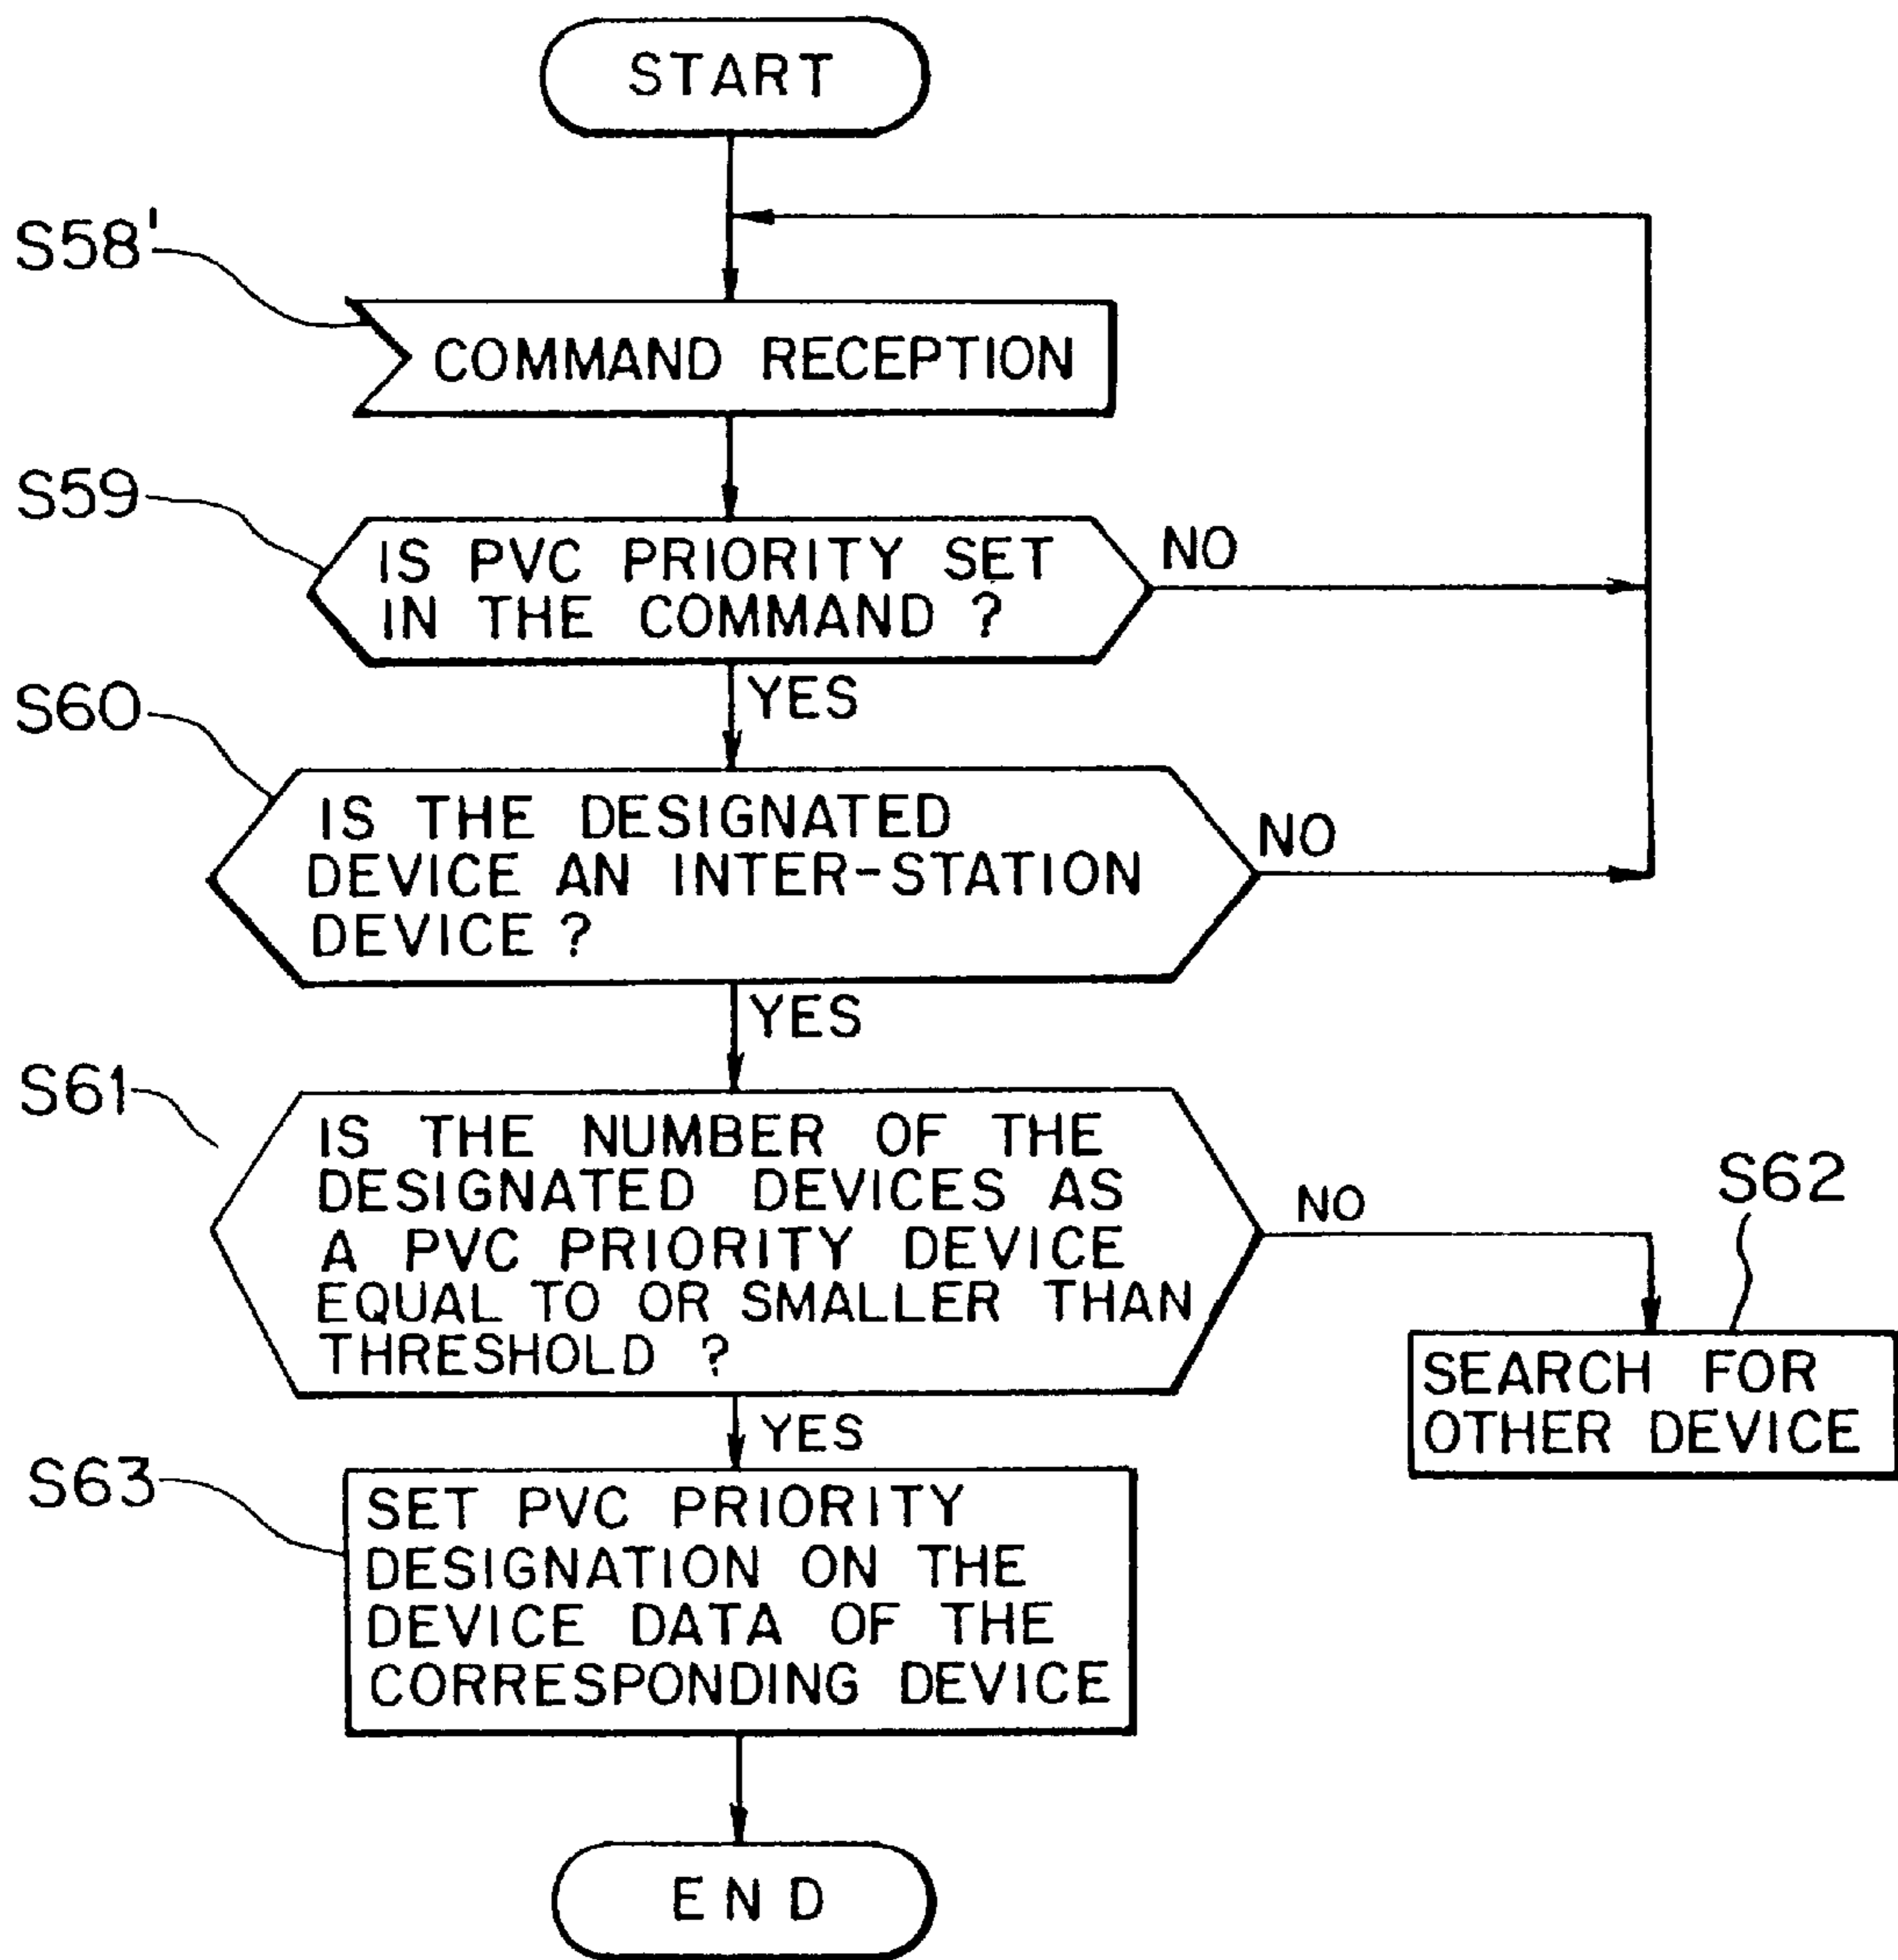 START
S58'
COMMAND RECEPTION
S59
IS PVC PRIORITY SET
IN THE COMMAND ?
NO
YES
S60
IS THE DESIGNATED
DEVICE AN INTER-STATION
DEVICE ?
NO
YES
S61
IS THE NUMBER OF THE
DESIGNATED DEVICES AS
A PVC PRIORITY DEVICE
EQUAL TO OR SMALLER THAN
THRESHOLD ?
NO
S62
SEARCH FOR
OTHER DEVICE
YES
S63
SET PVC PRIORITY
DESIGNATION ON THE
DEVICE DATA OF THE
CORRESPONDING DEVICE
END